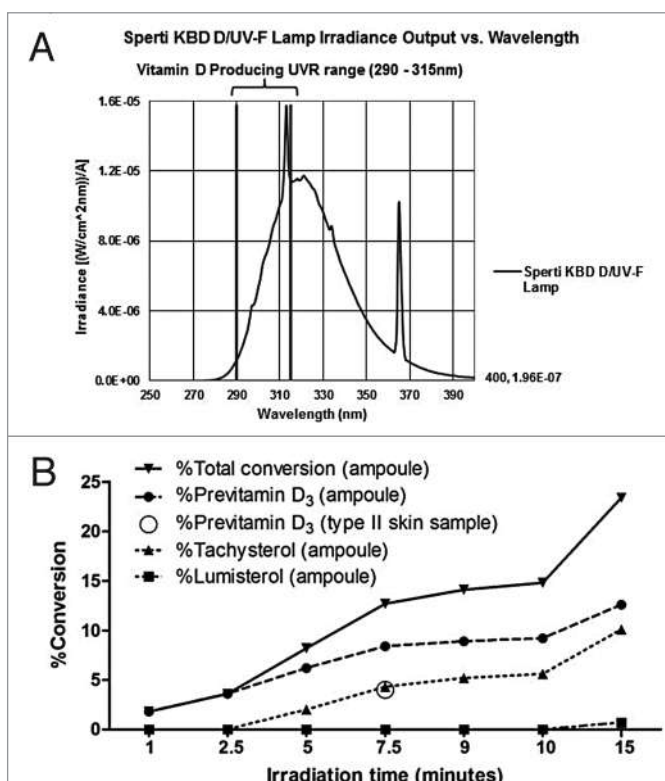 A
Sperti KBD D/UV-F Lamp Irradiance Output vs. Wavelength
Vitamin D Producing UVR range (290 - 315nm)
Irradiance [(W/cm^2nm))/A]
1.6E-05
1.2E-05
8.0E-06
4.0E-06
0.0E+00
250 270 290 310 330 350 370 390
Wavelength (nm)
Sperti KBD D/UV-F
Lamp
400, 1.96E-07
B
%Total conversion (ampoule)
%Previtamin D₃ (ampoule)
%Previtamin D₃ (type II skin sample)
%Tachysterol (ampoule)
%Lumisterol (ampoule)
%Conversion
25
20
15
10
5
0
1 2.5 5 7.5 9 10 15
Irradiation time (minutes)